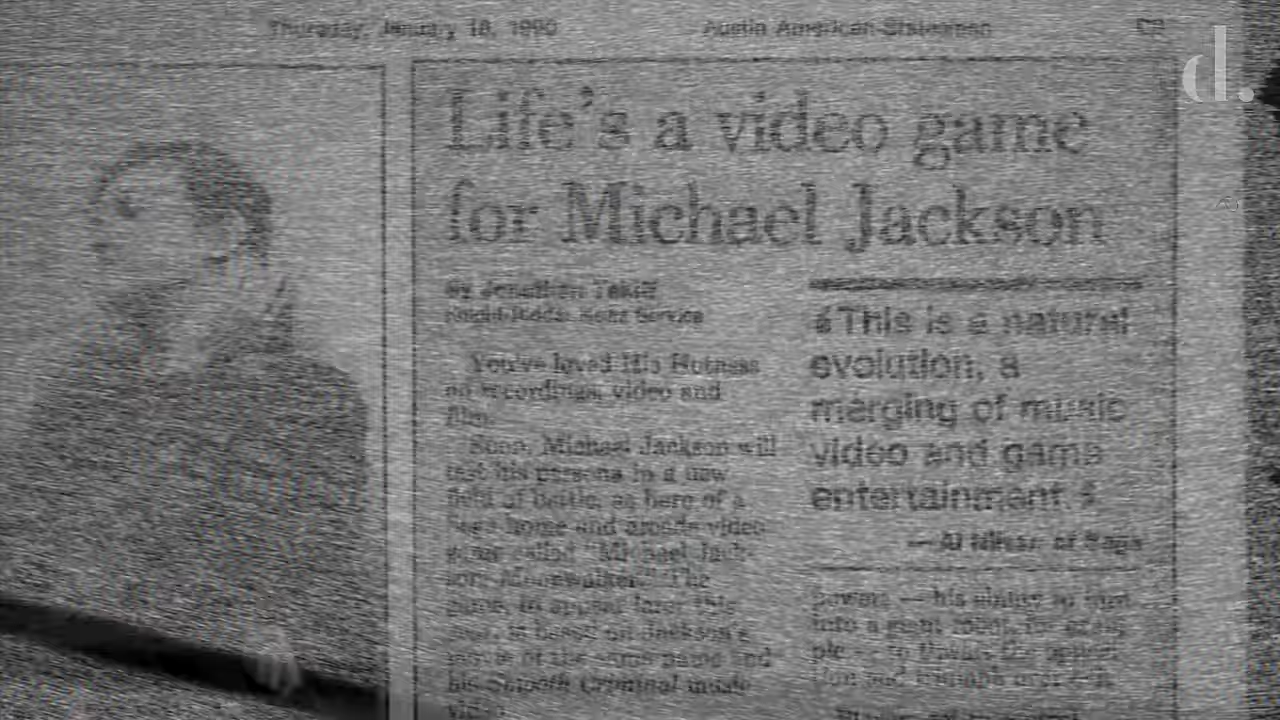 Thursday, January 18, 1990
Austin American-Statesman
d.
Life's a video game
for Michael Jackson
By Jonathan
Service
You've loved His Hotness
on recordings, video and
film.
Soon, Michael Jackson will
test his persona in a new
field of battle, as hero of a
Sega home and arcade video
game called "Michael Jack-
son's Moonwalker." The
game, to appear later this
year, is based on Jackson's
movie of the same name and
his Smooth Criminal music
video.
“This is a natural
evolution, a
merging of music
video and game
entertainment.”
— Al of Sega
powers — his ability to turn
into a giant robot, for exam-
ple — to